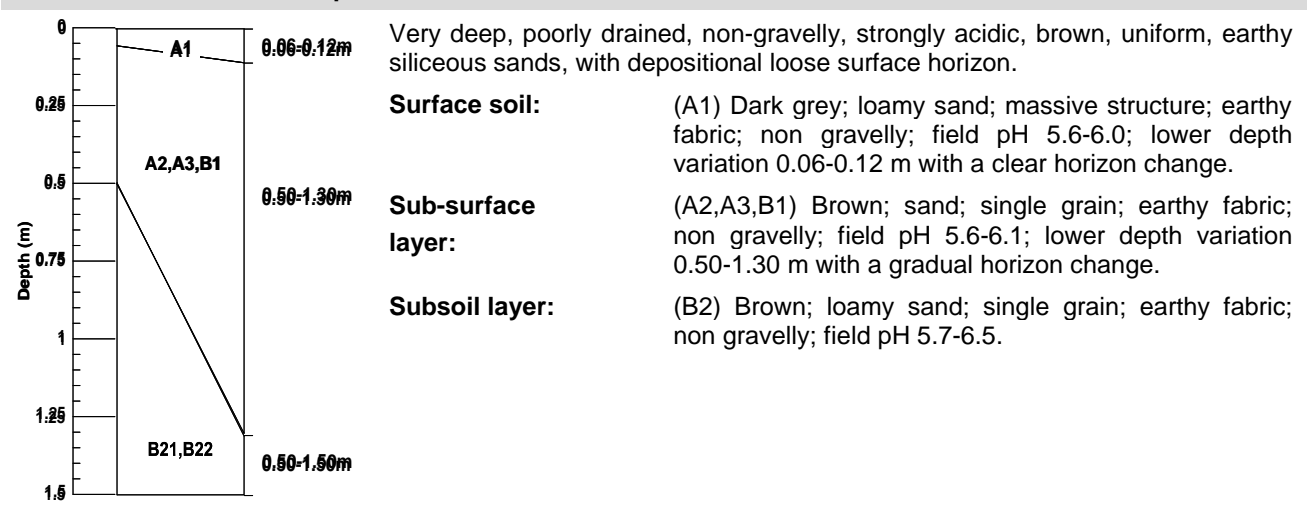 0
0.25
0.5
0.75
1
1.25
1.5
Depth (m)
A1
A2,A3,B1
B21,B22
0.06-0.12m
0.50-1.30m
0.50-1.50m
Very deep, poorly drained, non-gravelly, strongly acidic, brown, uniform, earthy
siliceous sands, with depositional loose surface horizon.
Surface soil:
(A1) Dark grey; loamy sand; massive structure; earthy
fabric; non gravelly; field pH 5.6-6.0; lower depth
variation 0.06-0.12 m with a clear horizon change.
Sub-surface
layer:
(A2,A3,B1) Brown; sand; single grain; earthy fabric;
non gravelly; field pH 5.6-6.1; lower depth variation
0.50-1.30 m with a gradual horizon change.
Subsoil layer:
(B2) Brown; loamy sand; single grain; earthy fabric;
non gravelly; field pH 5.7-6.5.